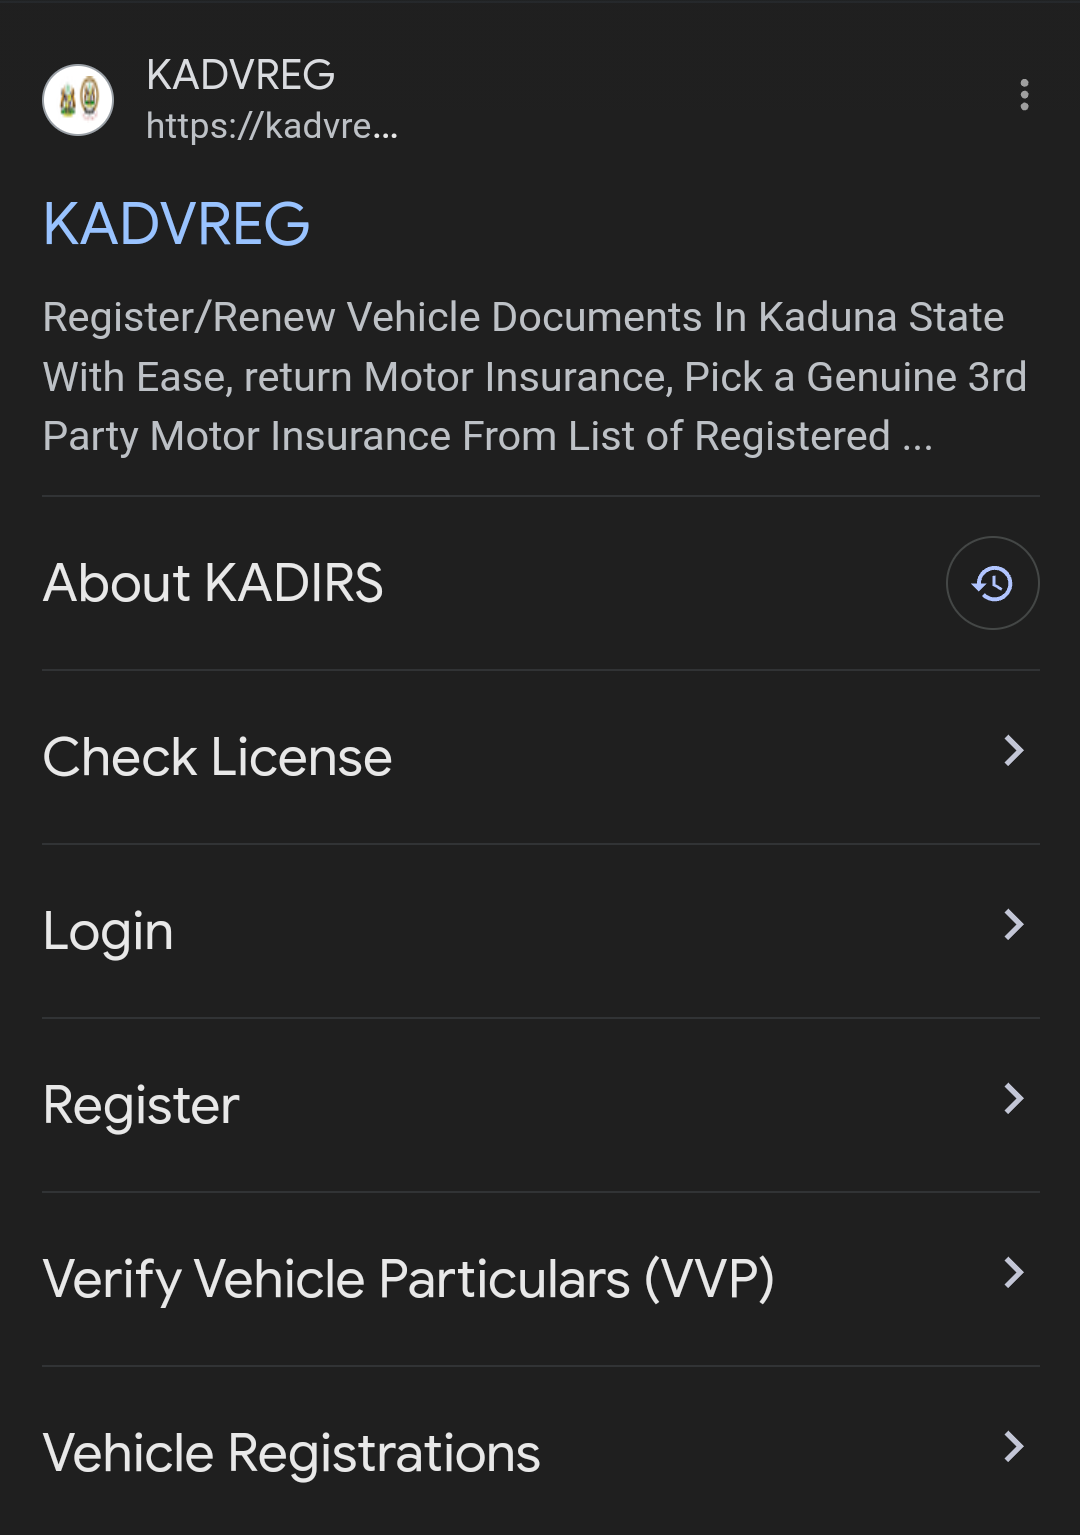 KADVREG
https://kadvre...
KADVREG
Register/Renew Vehicle Documents In Kaduna State
With Ease, return Motor Insurance, Pick a Genuine 3rd
Party Motor Insurance From List of Registered ...
About KADIRS
Check License
Login
Register
Verify Vehicle Particulars (VVP)
Vehicle Registrations